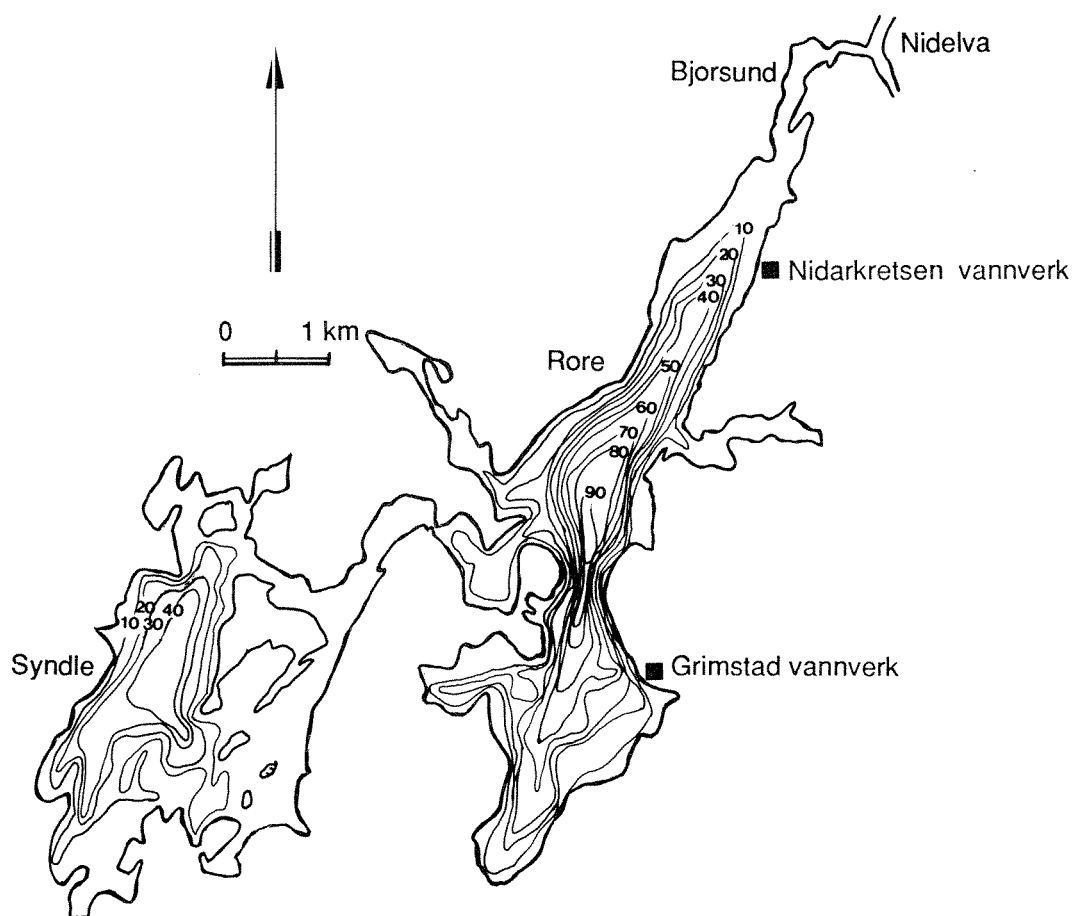 Nidelva
Bjorsund
10
20
Nidarkretsen vannverk
30
40
0 1 km
Rore
50
60
70
80
90
20 40
10 30
Syndle
Grimstad vannverk